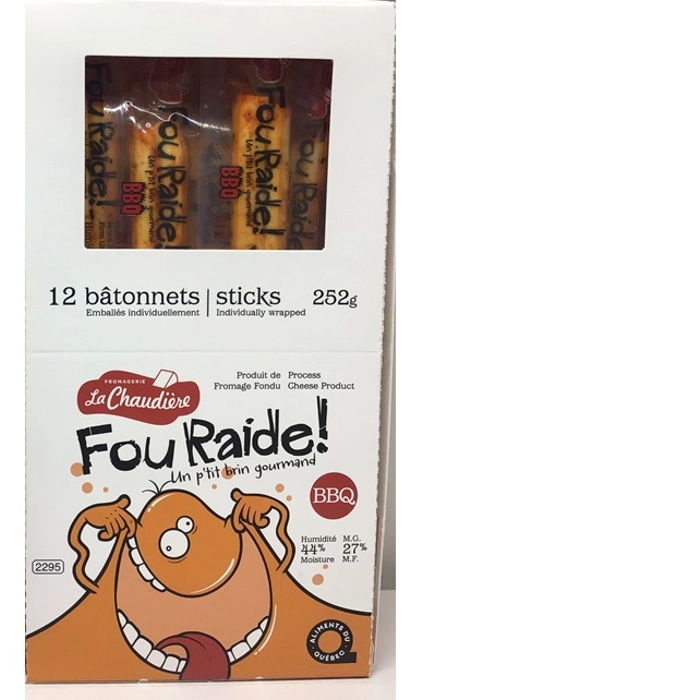 Fou Raide!
Un p'tit brin gourmand
BBQ
Fou Raide!
Un p'tit brin gourmand
BBQ
Fou Raide!
12 bâtonnets | sticks 252g
Emballés individuellement Individually wrapped
FROMAGERIE
La Chaudière
Produit de Process
Fromage Fondu Cheese Product
Fou Raide!
Un p'tit brin gourmand
BBQ
Humidité M.G.
44% 27%
Moisture M.F.
2295
ALIMENTS DU QUÉBEC